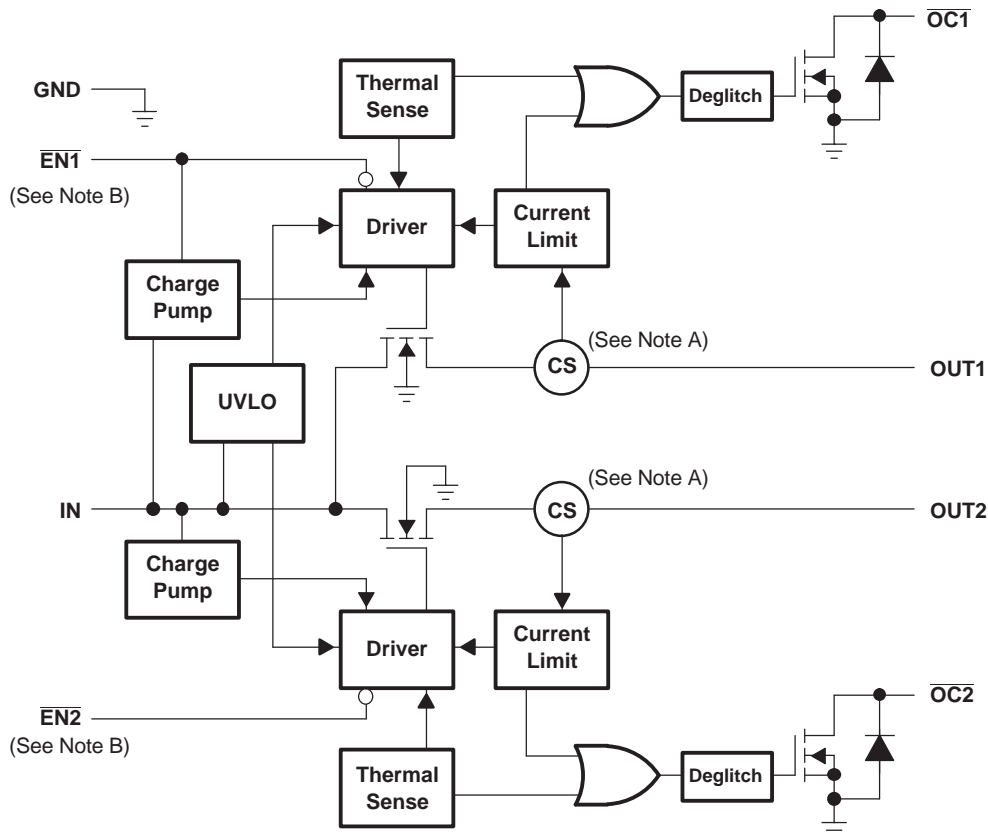 OC1
GND
Thermal
Sense
Deglitch
EN1
(See Note B)
Driver
Current
Limit
Charge
Pump
(See Note A)
CS
OUT1
UVLO
(See Note A)
IN
CS
OUT2
Charge
Pump
Driver
Current
Limit
EN2
(See Note B)
OC2
Thermal
Sense
Deglitch